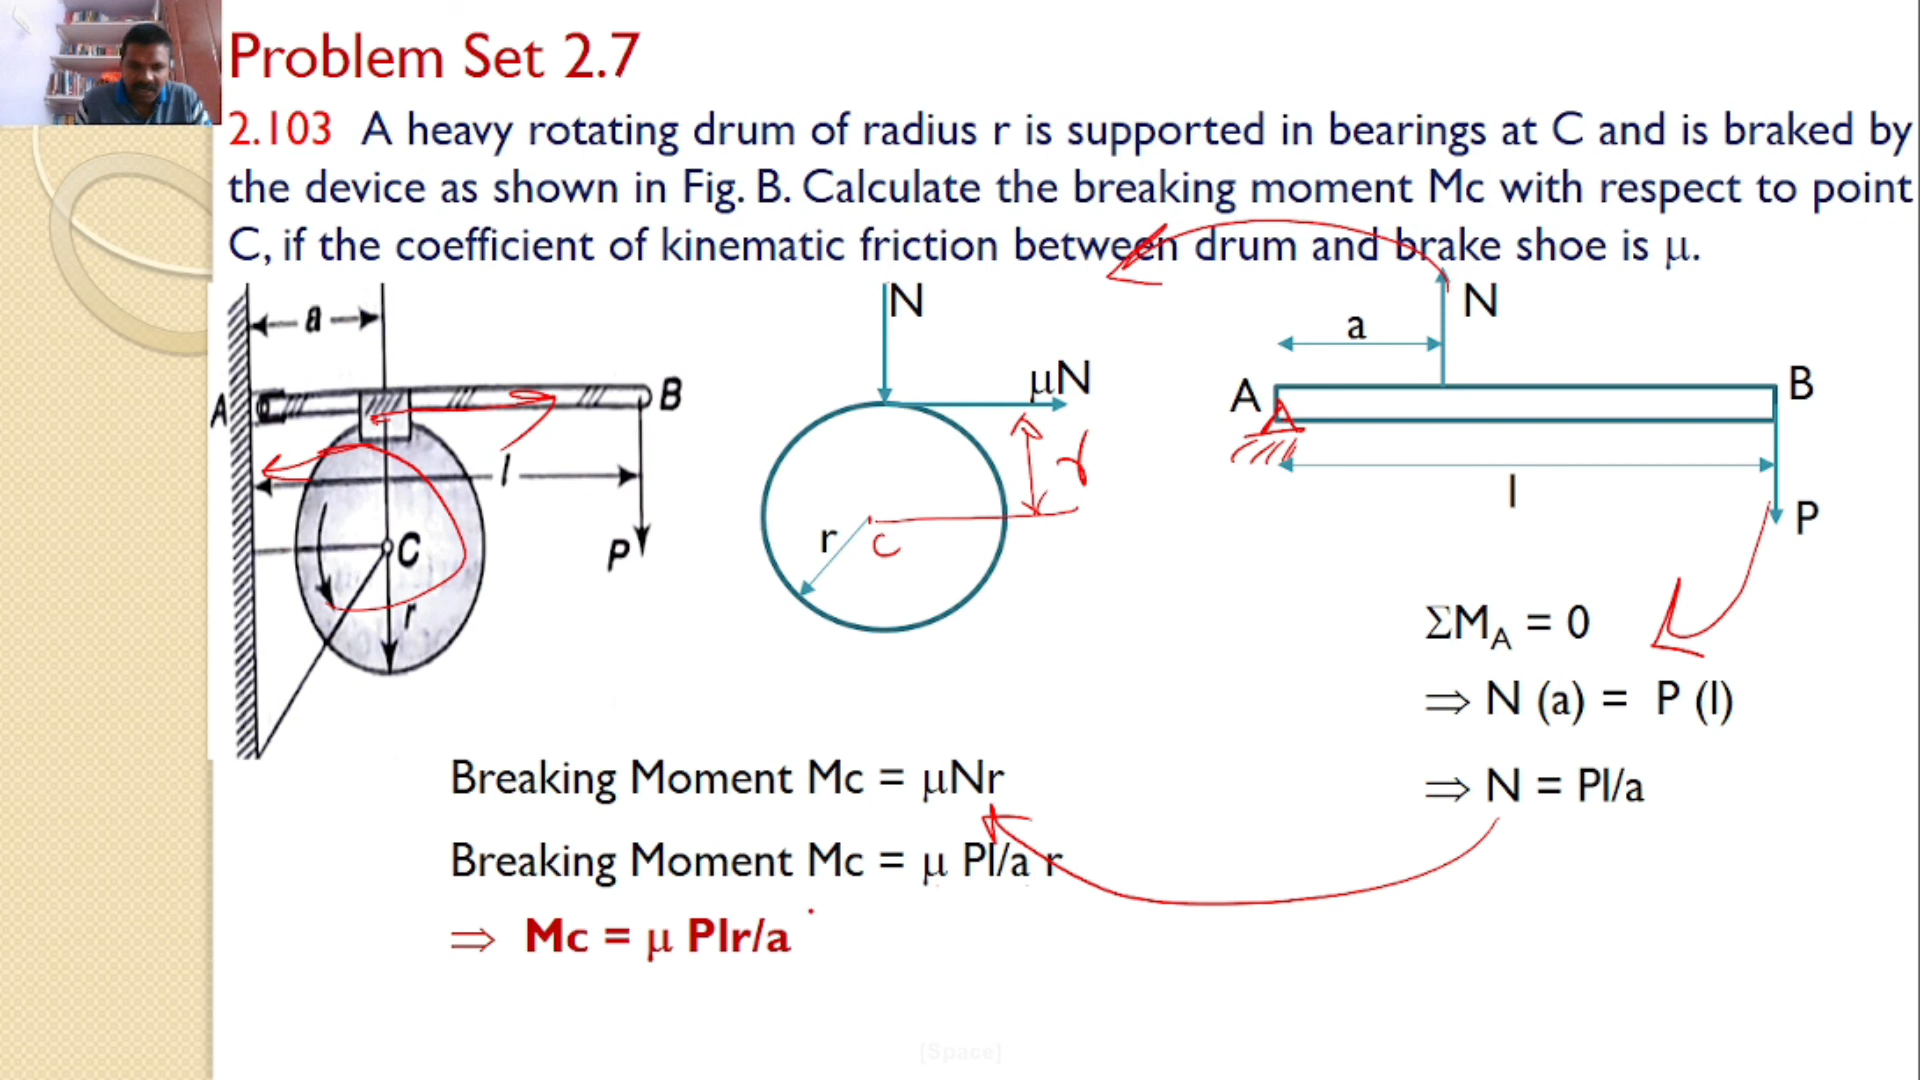 Problem Set 2.7
2.103 A heavy rotating drum of radius r is supported in bearings at C and is braked by
the device as shown in Fig. B. Calculate the breaking moment Mc with respect to point
C, if the coefficient of kinematic friction between drum and brake shoe is μ.
a
A
B
l
C
P
r
N
μN
r
r
C
N
a
A
B
l
P
ΣM_A = 0
⇒ N (a) = P (l)
⇒ N = Pl/a
Breaking Moment Mc = μNr
Breaking Moment Mc = μ Pl/a r
⇒ Mc = μ Plr/a
[Space]